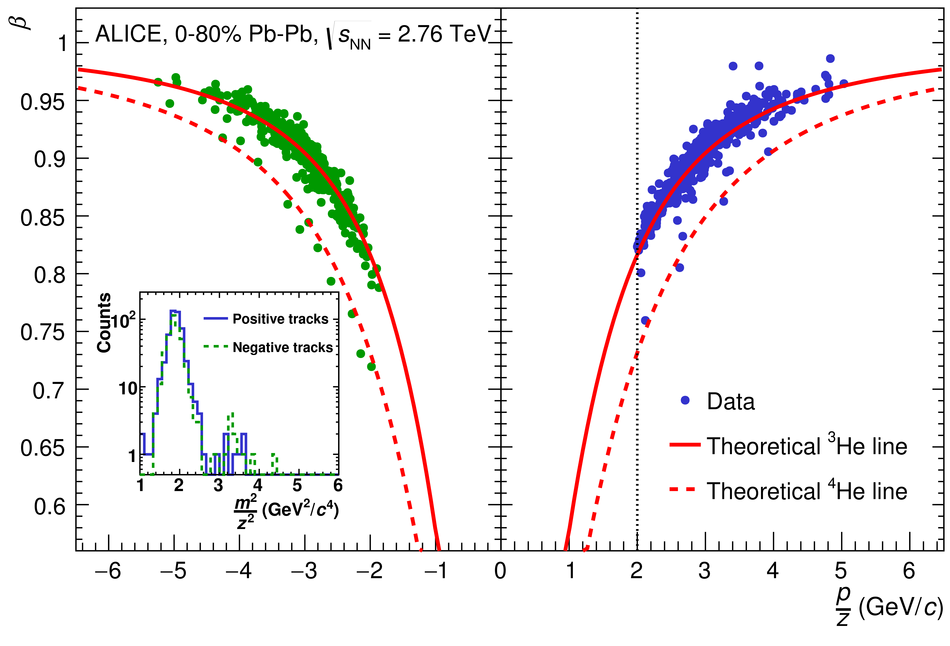 β
ALICE, 0-80% Pb-Pb, √sNN = 2.76 TeV
1
0.95
0.9
0.85
0.8
0.75
0.7
0.65
0.6
Counts
10²
10
1
Positive tracks
Negative tracks
1 2 3 4 5 6
m²/z² (GeV²/c⁴)
Data
Theoretical ³He line
Theoretical ⁴He line
−6 −5 −4 −3 −2 −1 0 1 2 3 4 5 6
p/z (GeV/c)